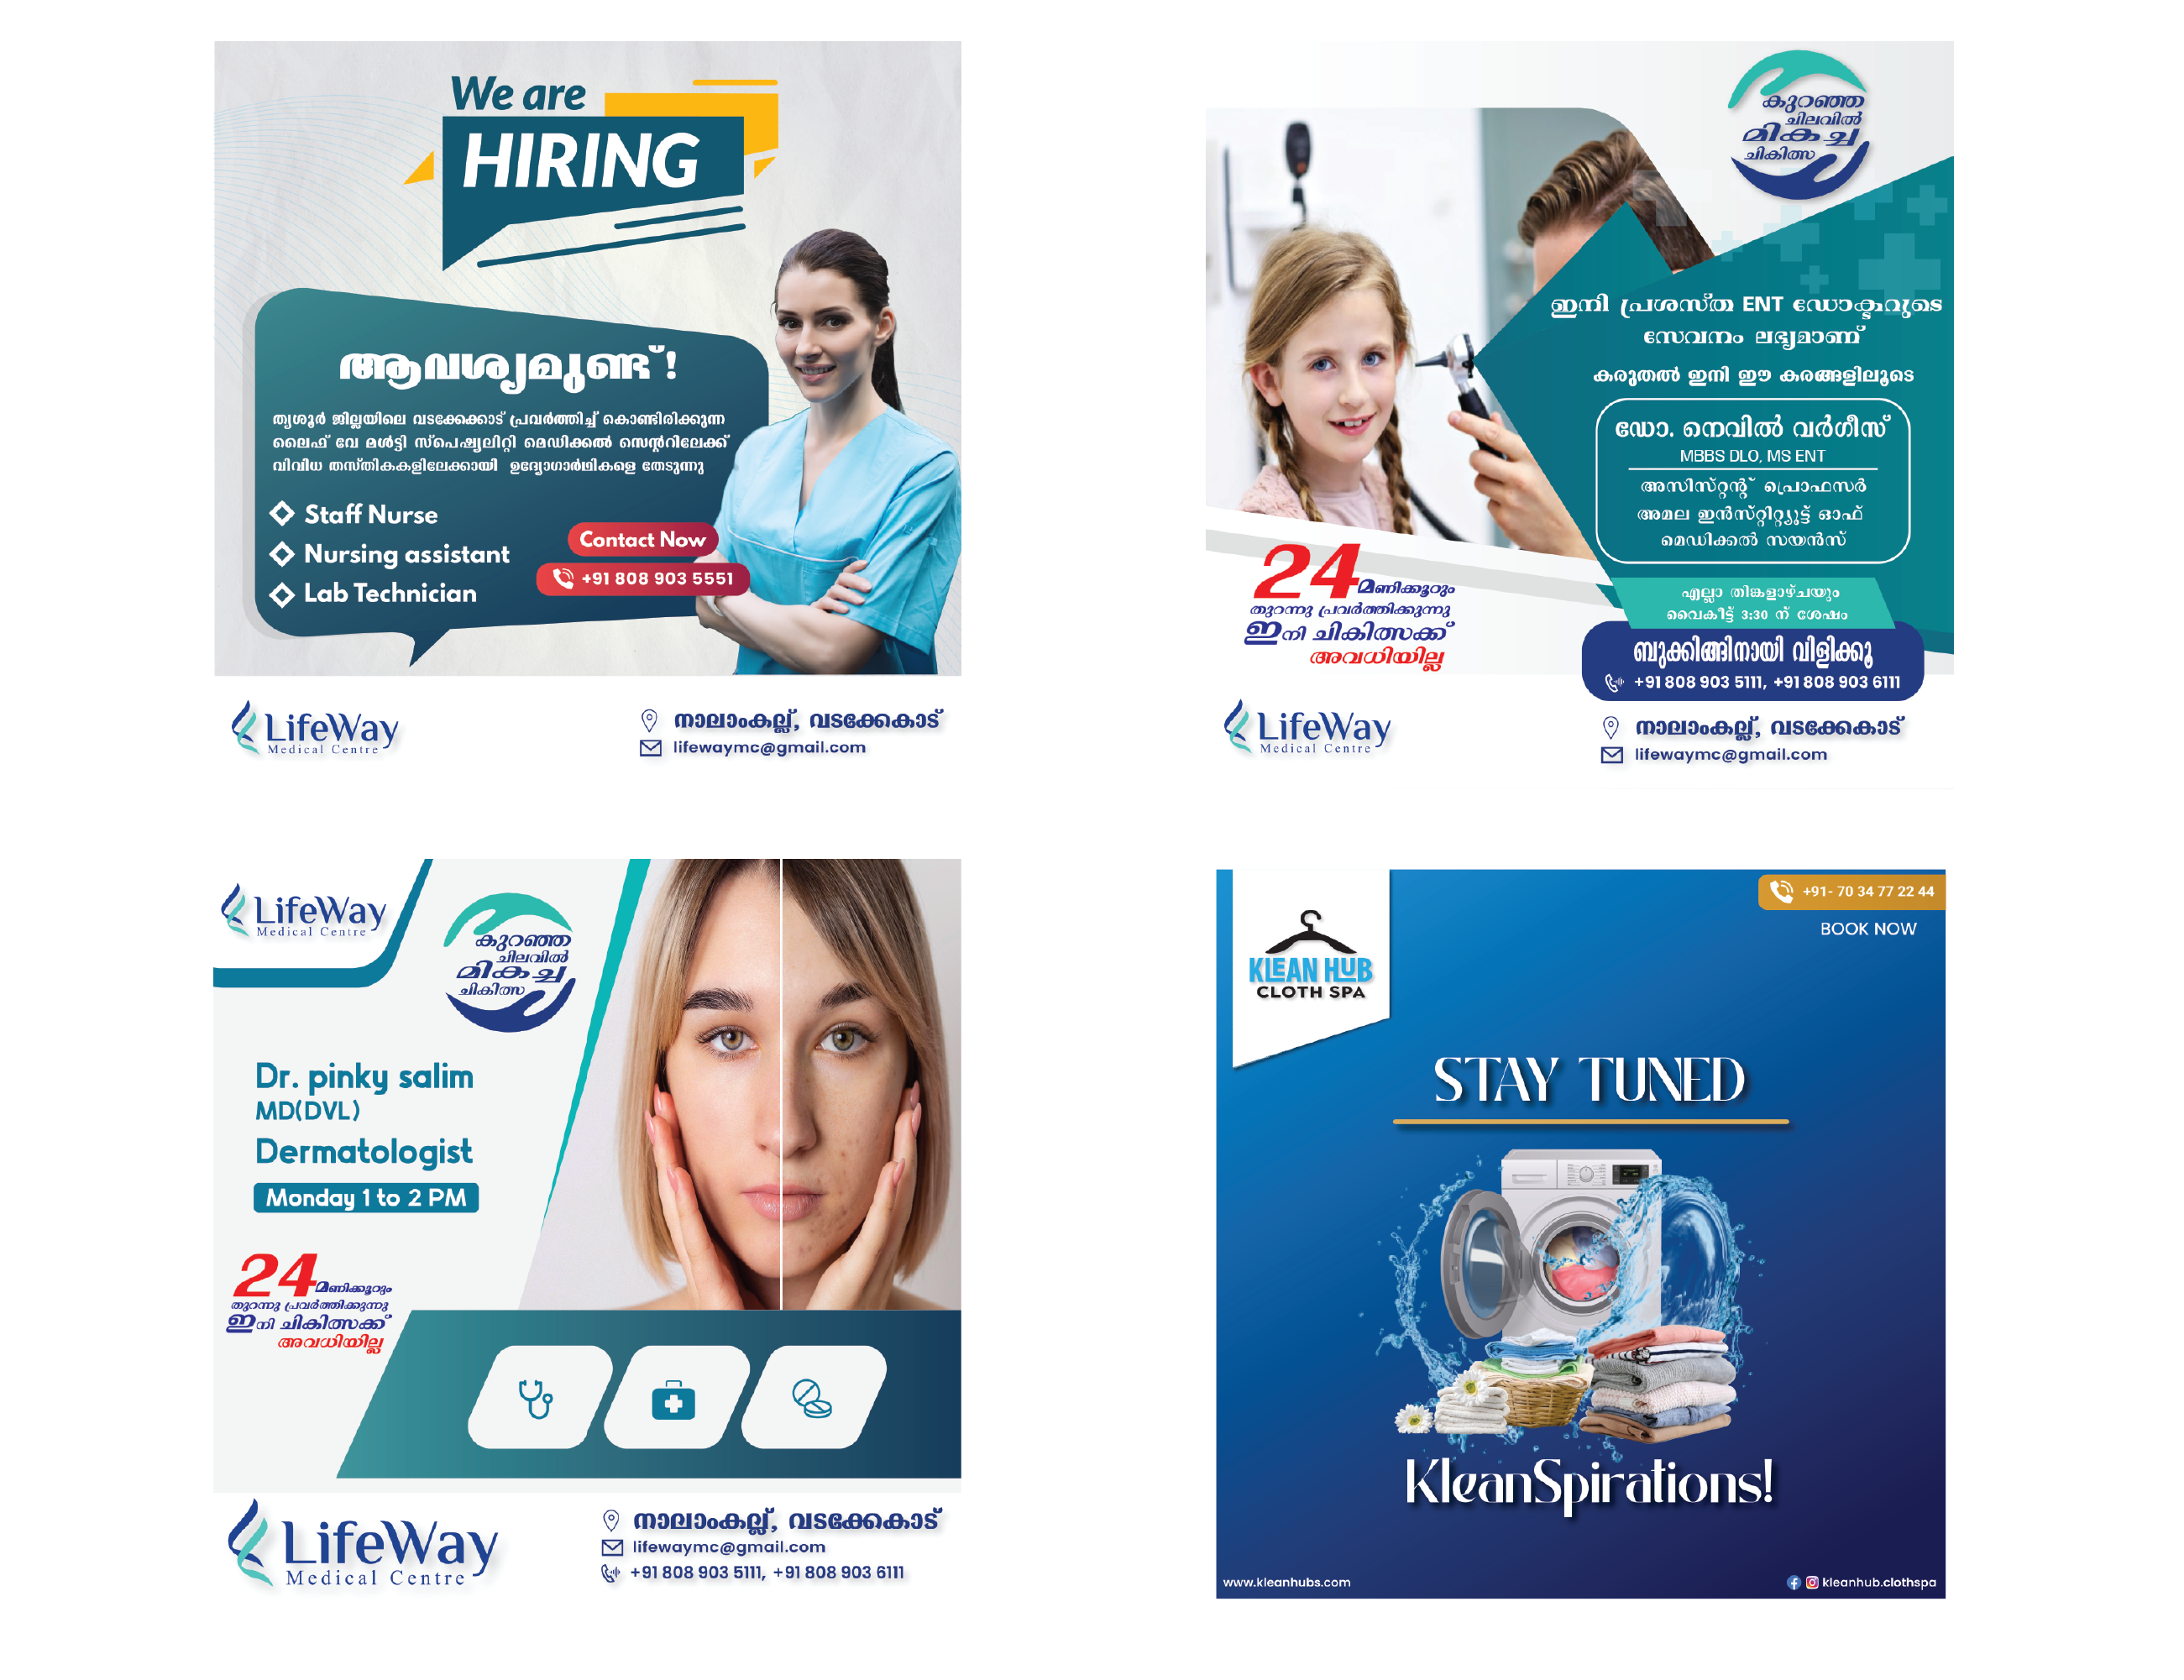 We are
HIRING
ആവശ്യമുണ്ട് !
തൃശൂർ ജില്ലയിലെ വടക്കേക്കാട് പ്രവർത്തിച്ച് കൊണ്ടിരിക്കുന്ന
ലൈഫ് വേ മൾട്ടി സ്പെഷ്യലിറ്റി മെഡിക്കൽ സെന്ററിലേക്ക്
വിവിധ തസ്തികകളിലേക്കായി ഉദ്യോഗാർഥികളെ തേടുന്നു
Staff Nurse
Nursing assistant
Lab Technician
Contact Now
+91 808 903 5551
LifeWay
Medical Centre
നാലാംകല്ല്, വടക്കേകാട്
lifewaymc@gmail.com
കുറഞ്ഞ
ചിലവിൽ
മികച്ച
ചികിത്സ
ഇനി പ്രശസ്ത ENT ഡോക്ടറുടെ
സേവനം ലഭ്യമാണ്
കരുതൽ ഇനി ഈ കരങ്ങളിലൂടെ
ഡോ. നെവിൽ വർഗീസ്
MBBS DLO, MS ENT
അസിസ്റ്റന്റ് പ്രൊഫസർ
അമല ഇൻസ്റ്റിറ്റ്യൂട്ട് ഓഫ്
മെഡിക്കൽ സയൻസ്
എല്ലാ തിങ്കളാഴ്ചയും
വൈകീട്ട് 3:30 ന് ശേഷം
ബുക്കിങ്ങിനായി വിളിക്കൂ
+91 808 903 5111, +91 808 903 6111
24 മണിക്കൂറും
തുറന്നു പ്രവർത്തിക്കുന്നു
ഇനി ചികിത്സക്ക്
അവധിയില്ല
LifeWay
Medical Centre
നാലാംകല്ല്, വടക്കേകാട്
lifewaymc@gmail.com
LifeWay
Medical Centre
കുറഞ്ഞ
ചിലവിൽ
മികച്ച
ചികിത്സ
Dr. pinky salim
MD(DVL)
Dermatologist
Monday 1 to 2 PM
24 മണിക്കൂറും
തുറന്നു പ്രവർത്തിക്കുന്നു
ഇനി ചികിത്സക്ക്
അവധിയില്ല
LifeWay
Medical Centre
നാലാംകല്ല്, വടക്കേകാട്
lifewaymc@gmail.com
+91 808 903 5111, +91 808 903 6111
KLEAN HUB
CLOTH SPA
+91- 70 34 77 22 44
BOOK NOW
STAY TUNED
KleanSpirations!
www.kleanhubs.com
kleanhub.clothspa